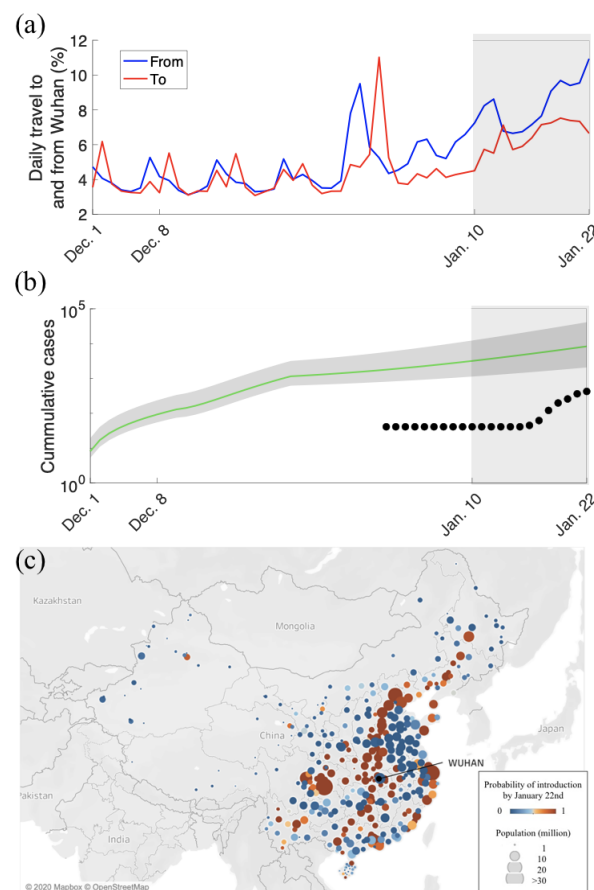 (a)
12
10
8
6
4
2
Daily travel to
and from Wuhan (%)
From
To
Dec. 1
Dec. 8
Jan. 10
Jan. 22
(b)
10^5
10^0
Cummulative cases
Dec. 1
Dec. 8
Jan. 10
Jan. 22
(c)
Kazakhstan
Mongolia
China
Japan
WUHAN
Pakistan
India
Probability of introduction
by January 22nd
0 1
Population (million)
1
10
20
>30
© 2020 Mapbox © OpenStreetMap